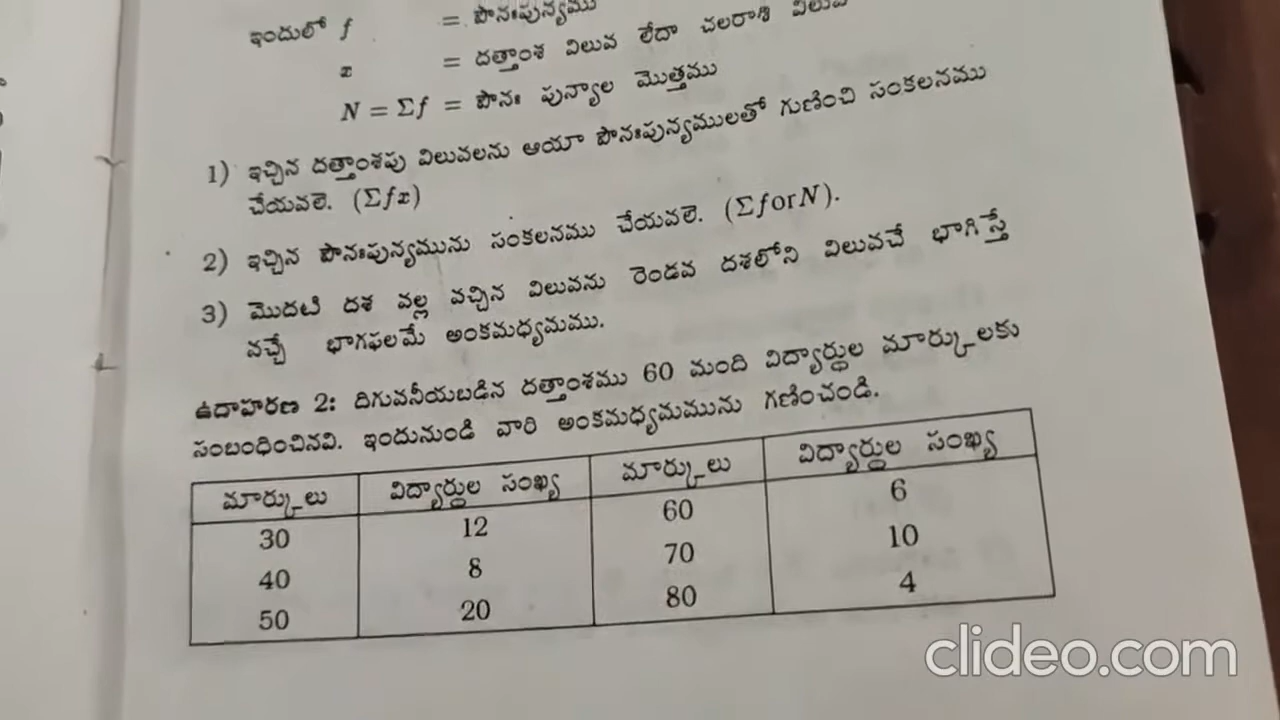 ఇందులో f = పౌనఃపున్యము
x = దత్తాంశ విలువ లేదా చలరాశి విలువ
N = Σf = పౌనః పున్యాల మొత్తము
1) ఇచ్చిన దత్తాంశపు విలువలను ఆయా పౌనఃపున్యములతో గుణించి సంకలనము
చేయవలె. (Σfx)
2) ఇచ్చిన పౌనఃపున్యమును సంకలనము చేయవలె. (ΣforN).
3) మొదటి దశ వల్ల వచ్చిన విలువను రెండవ దశలోని విలువచే భాగిస్తే
వచ్చే భాగఫలమే అంకమధ్యమము.
ఉదాహరణ 2: దిగువనీయబడిన దత్తాంశము 60 మంది విద్యార్థుల మార్కులకు
సంబంధించినవి. ఇందునుండి వారి అంకమధ్యమమును గణించండి.
మార్కులు విద్యార్థుల సంఖ్య మార్కులు విద్యార్థుల సంఖ్య
30 12 60 6
40 8 70 10
50 20 80 4
clideo.com